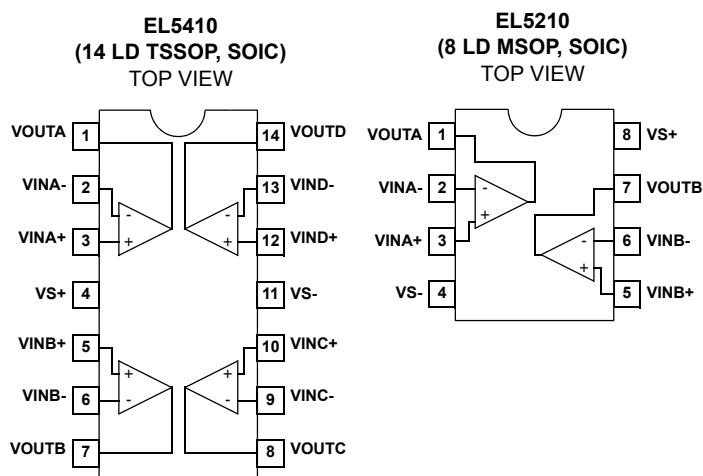 EL5410
(14 LD TSSOP, SOIC)
TOP VIEW
VOUTA 1
14 VOUTD
VINA- 2
- -
13 VIND-
VINA+ 3
+ +
12 VIND+
VS+ 4
11 VS-
VINB+ 5
+ +
10 VINC+
VINB- 6
- -
9 VINC-
VOUTB 7
8 VOUTC
EL5210
(8 LD MSOP, SOIC)
TOP VIEW
VOUTA 1
8 VS+
VINA- 2
-
7 VOUTB
VINA+ 3
+
-
6 VINB-
VS- 4
+
5 VINB+